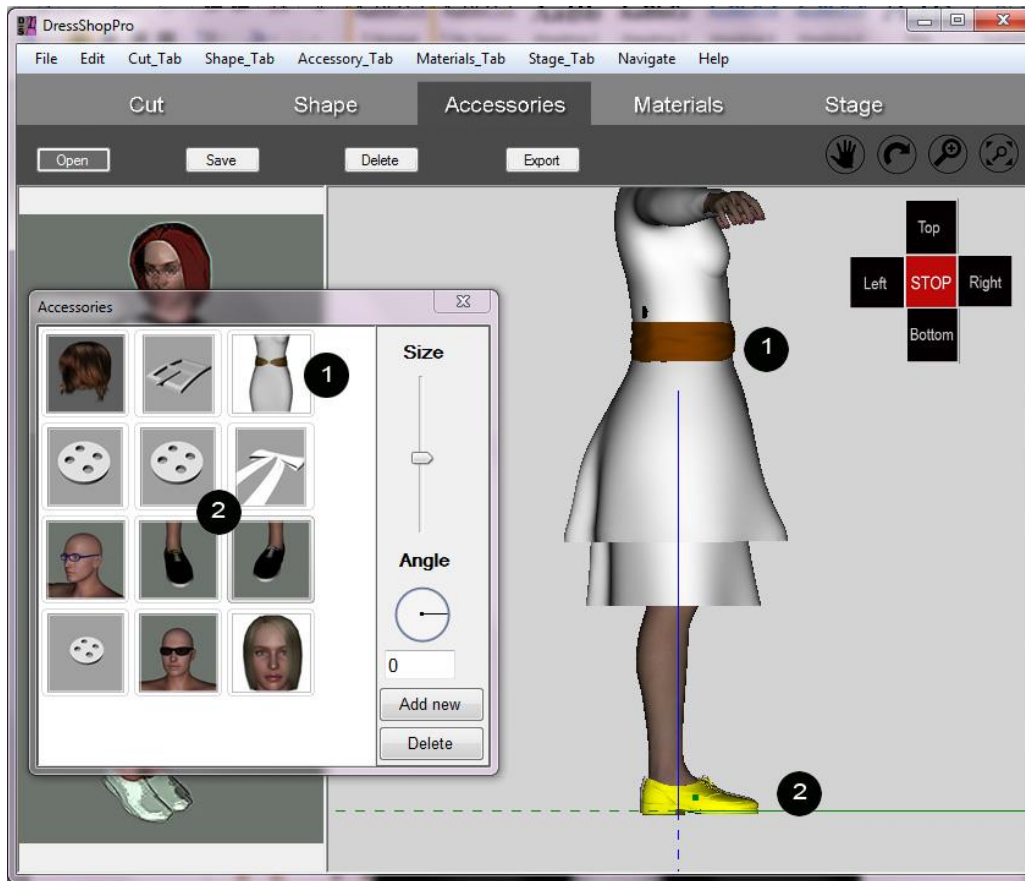 DressShopPro
File Edit Cut_Tab Shape_Tab Accessory_Tab Materials_Tab Stage_Tab Navigate Help
Cut Shape Accessories Materials Stage
Open Save Delete Export
Top
Left STOP Right
Bottom
Accessories
Size
1
1
2
Angle
0
Add new
Delete
2